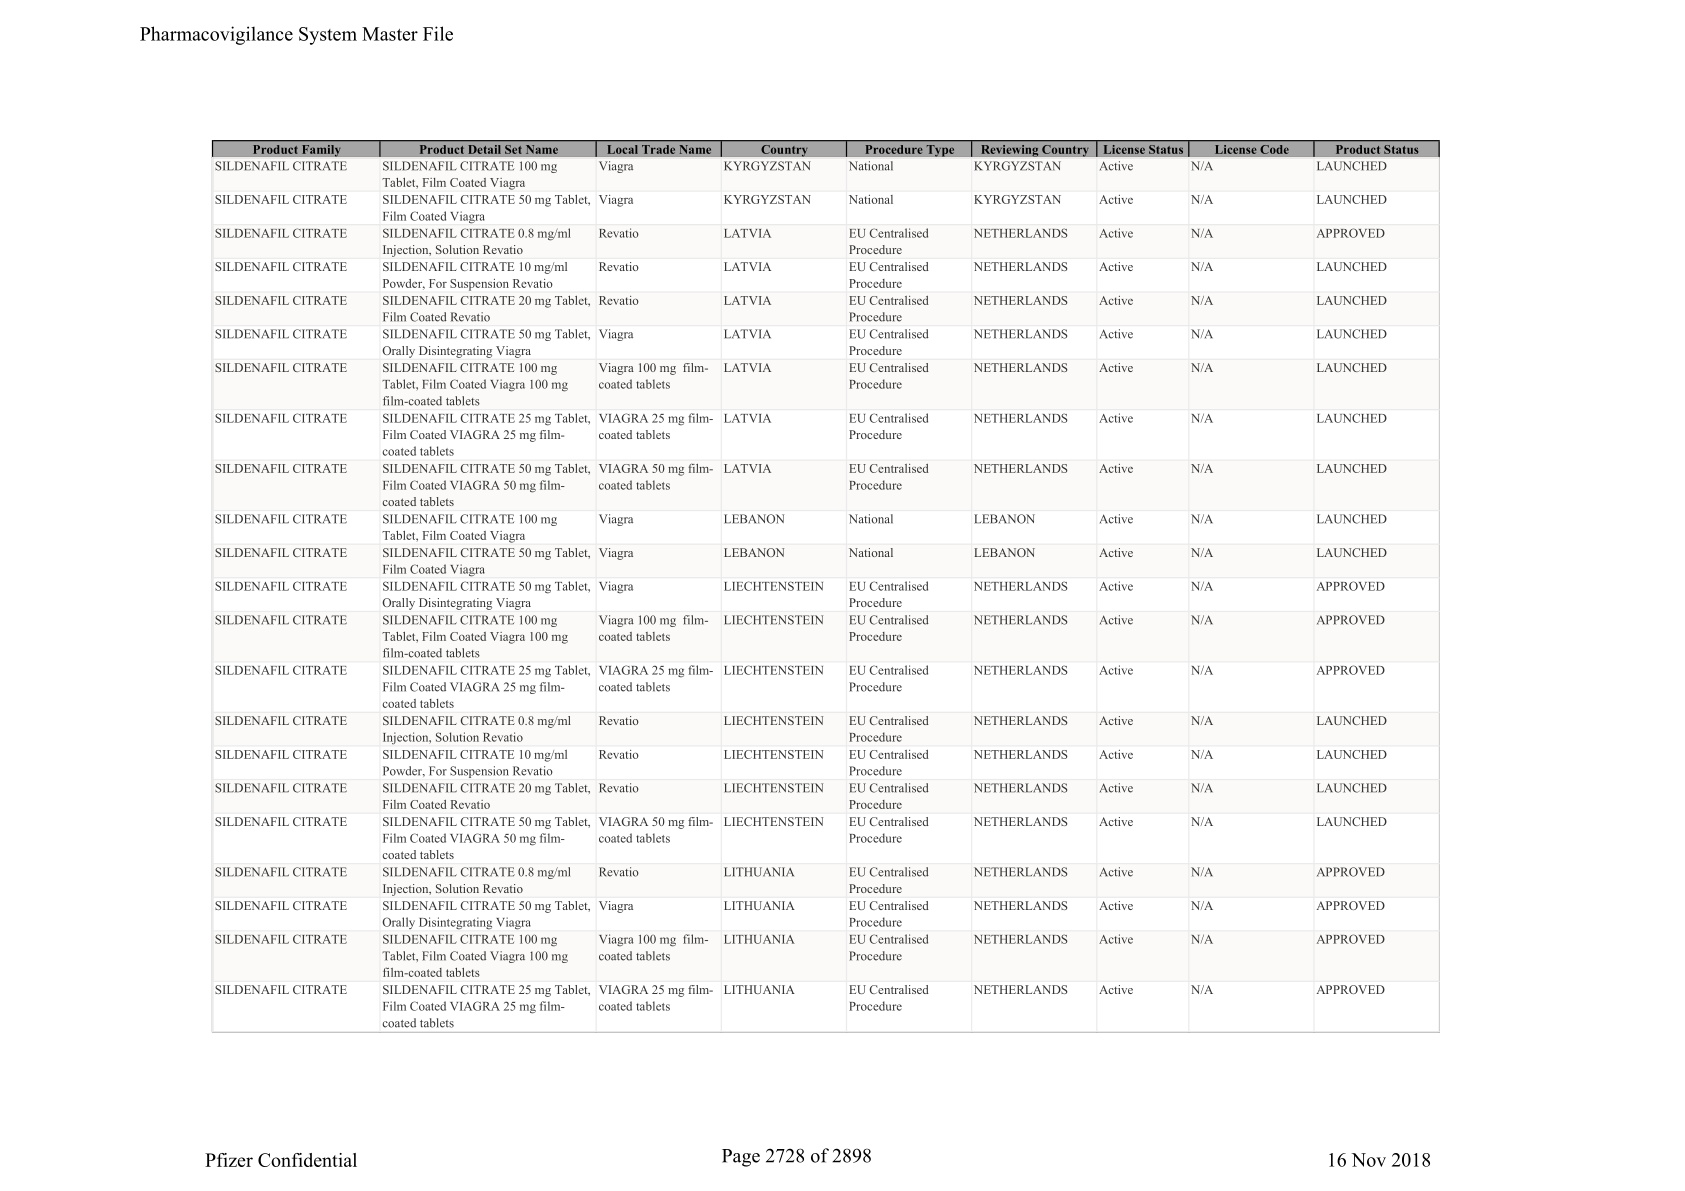 Pharmacovigilance System Master File
Product Family Product Detail Set Name Local Trade Name Country Procedure Type Reviewing Country License Status License Code Product Status
SILDENAFIL CITRATE SILDENAFIL CITRATE 100 mg Viagra KYRGYZSTAN National KYRGYZSTAN Active N/A LAUNCHED
Tablet, Film Coated Viagra
SILDENAFIL CITRATE SILDENAFIL CITRATE 50 mg Tablet, Viagra KYRGYZSTAN National KYRGYZSTAN Active N/A LAUNCHED
Film Coated Viagra
SILDENAFIL CITRATE SILDENAFIL CITRATE 0.8 mg/ml Revatio LATVIA EU Centralised NETHERLANDS Active N/A APPROVED
Injection, Solution Revatio Procedure
SILDENAFIL CITRATE SILDENAFIL CITRATE 10 mg/ml Revatio LATVIA EU Centralised NETHERLANDS Active N/A LAUNCHED
Powder, For Suspension Revatio Procedure
SILDENAFIL CITRATE SILDENAFIL CITRATE 20 mg Tablet, Revatio LATVIA EU Centralised NETHERLANDS Active N/A LAUNCHED
Film Coated Revatio Procedure
SILDENAFIL CITRATE SILDENAFIL CITRATE 50 mg Tablet, Viagra LATVIA EU Centralised NETHERLANDS Active N/A LAUNCHED
Orally Disintegrating Viagra Procedure
SILDENAFIL CITRATE SILDENAFIL CITRATE 100 mg Viagra 100 mg film- LATVIA EU Centralised NETHERLANDS Active N/A LAUNCHED
Tablet, Film Coated Viagra 100 mg coated tablets Procedure
film-coated tablets
SILDENAFIL CITRATE SILDENAFIL CITRATE 25 mg Tablet, VIAGRA 25 mg film- LATVIA EU Centralised NETHERLANDS Active N/A LAUNCHED
Film Coated VIAGRA 25 mg film- coated tablets Procedure
coated tablets
SILDENAFIL CITRATE SILDENAFIL CITRATE 50 mg Tablet, VIAGRA 50 mg film- LATVIA EU Centralised NETHERLANDS Active N/A LAUNCHED
Film Coated VIAGRA 50 mg film- coated tablets Procedure
coated tablets
SILDENAFIL CITRATE SILDENAFIL CITRATE 100 mg Viagra LEBANON National LEBANON Active N/A LAUNCHED
Tablet, Film Coated Viagra
SILDENAFIL CITRATE SILDENAFIL CITRATE 50 mg Tablet, Viagra LEBANON National LEBANON Active N/A LAUNCHED
Film Coated Viagra
SILDENAFIL CITRATE SILDENAFIL CITRATE 50 mg Tablet, Viagra LIECHTENSTEIN EU Centralised NETHERLANDS Active N/A APPROVED
Orally Disintegrating Viagra Procedure
SILDENAFIL CITRATE SILDENAFIL CITRATE 100 mg Viagra 100 mg film- LIECHTENSTEIN EU Centralised NETHERLANDS Active N/A APPROVED
Tablet, Film Coated Viagra 100 mg coated tablets Procedure
film-coated tablets
SILDENAFIL CITRATE SILDENAFIL CITRATE 25 mg Tablet, VIAGRA 25 mg film- LIECHTENSTEIN EU Centralised NETHERLANDS Active N/A APPROVED
Film Coated VIAGRA 25 mg film- coated tablets Procedure
coated tablets
SILDENAFIL CITRATE SILDENAFIL CITRATE 0.8 mg/ml Revatio LIECHTENSTEIN EU Centralised NETHERLANDS Active N/A LAUNCHED
Injection, Solution Revatio Procedure
SILDENAFIL CITRATE SILDENAFIL CITRATE 10 mg/ml Revatio LIECHTENSTEIN EU Centralised NETHERLANDS Active N/A LAUNCHED
Powder, For Suspension Revatio Procedure
SILDENAFIL CITRATE SILDENAFIL CITRATE 20 mg Tablet, Revatio LIECHTENSTEIN EU Centralised NETHERLANDS Active N/A LAUNCHED
Film Coated Revatio Procedure
SILDENAFIL CITRATE SILDENAFIL CITRATE 50 mg Tablet, VIAGRA 50 mg film- LIECHTENSTEIN EU Centralised NETHERLANDS Active N/A LAUNCHED
Film Coated VIAGRA 50 mg film- coated tablets Procedure
coated tablets
SILDENAFIL CITRATE SILDENAFIL CITRATE 0.8 mg/ml Revatio LITHUANIA EU Centralised NETHERLANDS Active N/A APPROVED
Injection, Solution Revatio Procedure
SILDENAFIL CITRATE SILDENAFIL CITRATE 50 mg Tablet, Viagra LITHUANIA EU Centralised NETHERLANDS Active N/A APPROVED
Orally Disintegrating Viagra Procedure
SILDENAFIL CITRATE SILDENAFIL CITRATE 100 mg Viagra 100 mg film- LITHUANIA EU Centralised NETHERLANDS Active N/A APPROVED
Tablet, Film Coated Viagra 100 mg coated tablets Procedure
film-coated tablets
SILDENAFIL CITRATE SILDENAFIL CITRATE 25 mg Tablet, VIAGRA 25 mg film- LITHUANIA EU Centralised NETHERLANDS Active N/A APPROVED
Film Coated VIAGRA 25 mg film- coated tablets Procedure
coated tablets
Pfizer Confidential Page 2728 of 2898 16 Nov 2018